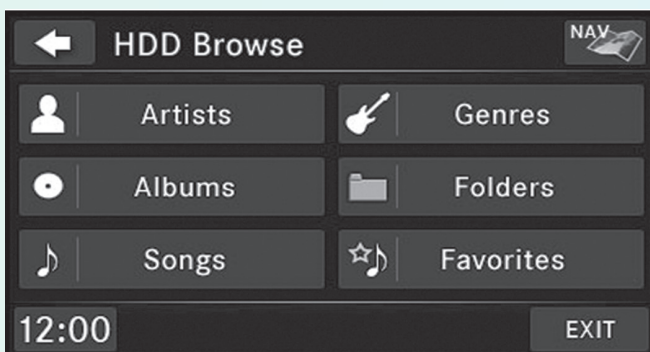 HDD Browse
NAV
Artists
Genres
Albums
Folders
Songs
Favorites
12:00
EXIT